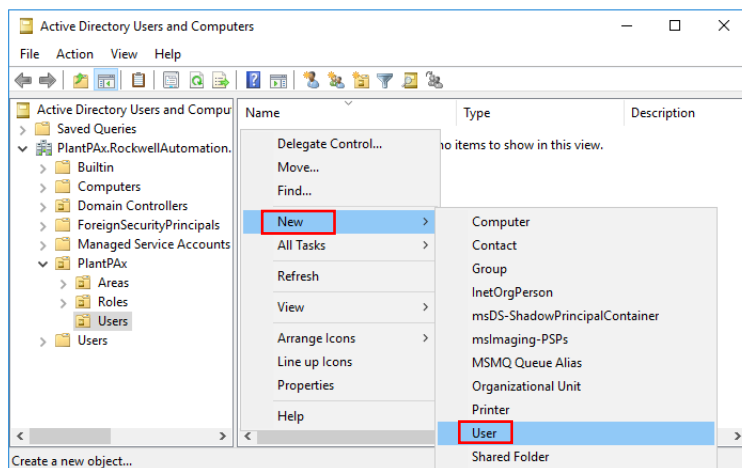 Active Directory Users and Computers
File Action View Help
Active Directory Users and Compu
Saved Queries
PlantPAx.RockwellAutomation.
Builtin
Computers
Domain Controllers
ForeignSecurityPrincipals
Managed Service Accounts
PlantPAx
Areas
Roles
Users
Users
Name Type Description
no items to show in this view.
Delegate Control...
Move...
Find...
New
All Tasks
Refresh
View
Arrange Icons
Line up Icons
Properties
Help
Computer
Contact
Group
InetOrgPerson
msDS-ShadowPrincipalContainer
msImaging-PSPs
MSMQ Queue Alias
Organizational Unit
Printer
User
Shared Folder
Create a new object...